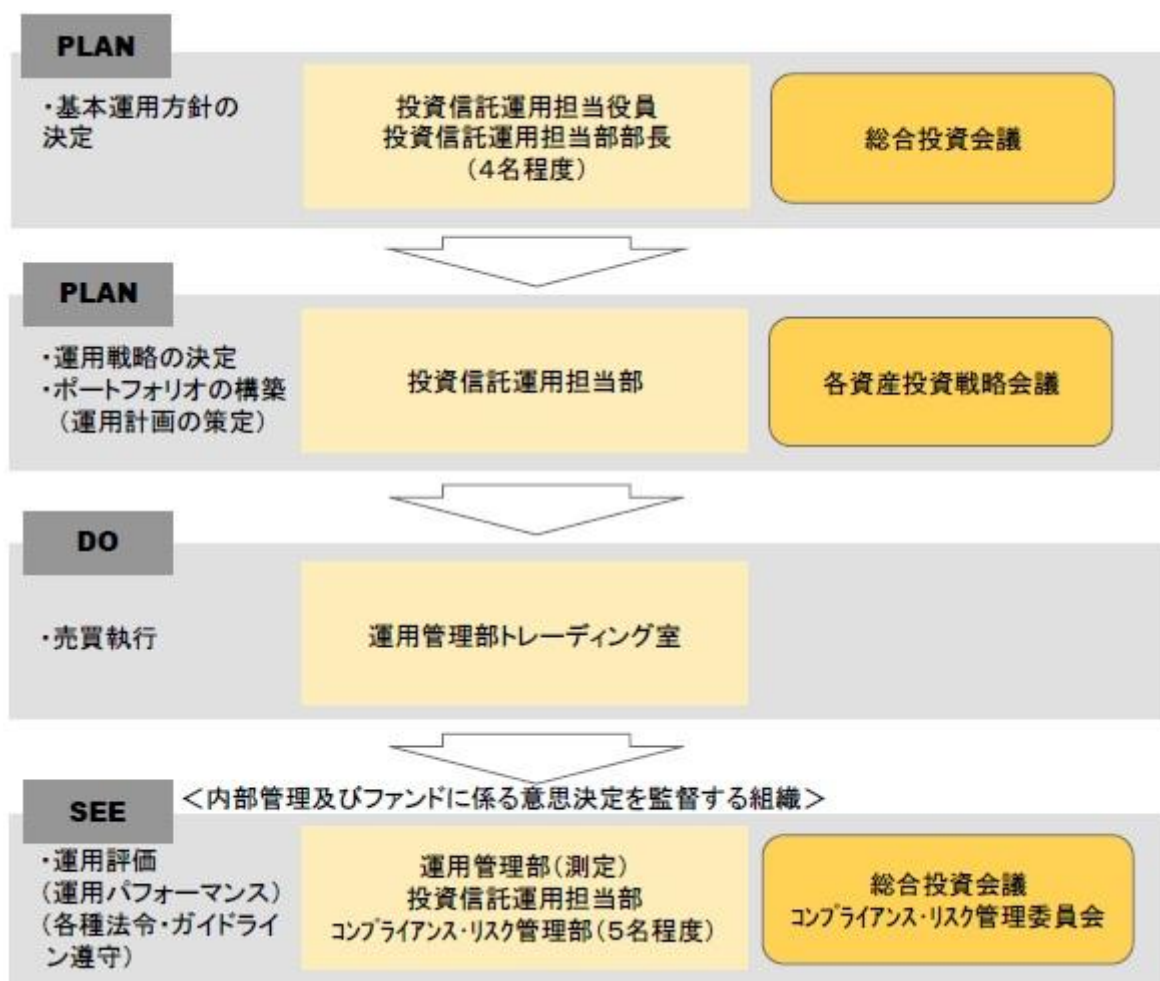 PLAN
・基本運用方針の
決定
投資信託運用担当役員
投資信託運用担当部部長
(4名程度)
総合投資会議
PLAN
・運用戦略の決定
・ポートフォリオの構築
(運用計画の策定)
投資信託運用担当部
各資産投資戦略会議
DO
・売買執行
運用管理部トレーディング室
SEE
<内部管理及びファンドに係る意思決定を監督する組織>
・運用評価
(運用パフォーマンス)
(各種法令・ガイドライ
ン遵守)
運用管理部(測定)
投資信託運用担当部
コンプライアンス・リスク管理部(5名程度)
総合投資会議
コンプライアンス・リスク管理委員会